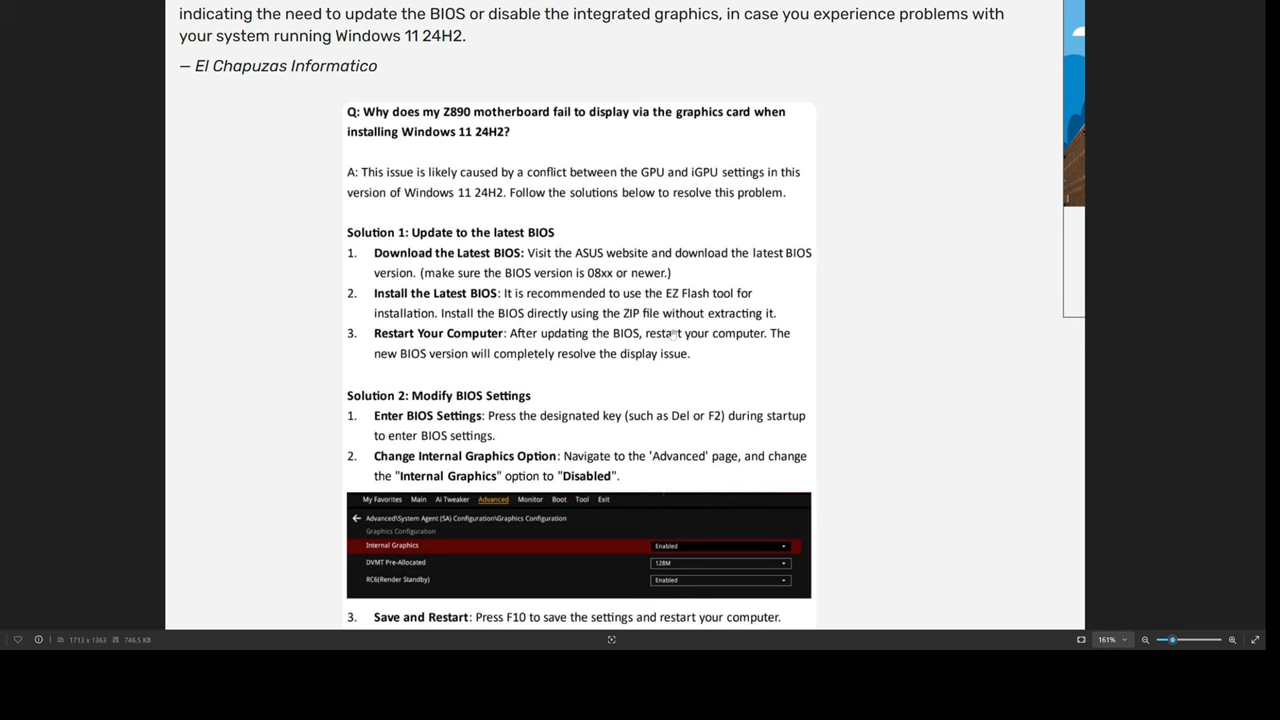 indicating the need to update the BIOS or disable the integrated graphics, in case you experience problems with
your system running Windows 11 24H2.
— El Chapuzas Informatico
Q: Why does my Z890 motherboard fail to display via the graphics card when
installing Windows 11 24H2?
A: This issue is likely caused by a conflict between the GPU and iGPU settings in this
version of Windows 11 24H2. Follow the solutions below to resolve this problem.
Solution 1: Update to the latest BIOS
1. Download the Latest BIOS: Visit the ASUS website and download the latest BIOS
version. (make sure the BIOS version is 08xx or newer.)
2. Install the Latest BIOS: It is recommended to use the EZ Flash tool for
installation. Install the BIOS directly using the ZIP file without extracting it.
3. Restart Your Computer: After updating the BIOS, restart your computer. The
new BIOS version will completely resolve the display issue.
Solution 2: Modify BIOS Settings
1. Enter BIOS Settings: Press the designated key (such as Del or F2) during startup
to enter BIOS settings.
2. Change Internal Graphics Option: Navigate to the 'Advanced' page, and change
the "Internal Graphics" option to "Disabled".
My Favorites Main Ai Tweaker Advanced Monitor Boot Tool Exit
Advanced\System Agent (SA) Configuration\Graphics Configuration
Graphics Configuration
Internal Graphics Enabled
DVMT Pre-Allocated 128M
RC6(Render Standby) Enabled
3. Save and Restart: Press F10 to save the settings and restart your computer.
1713 x 1363 746.5 KB 161%